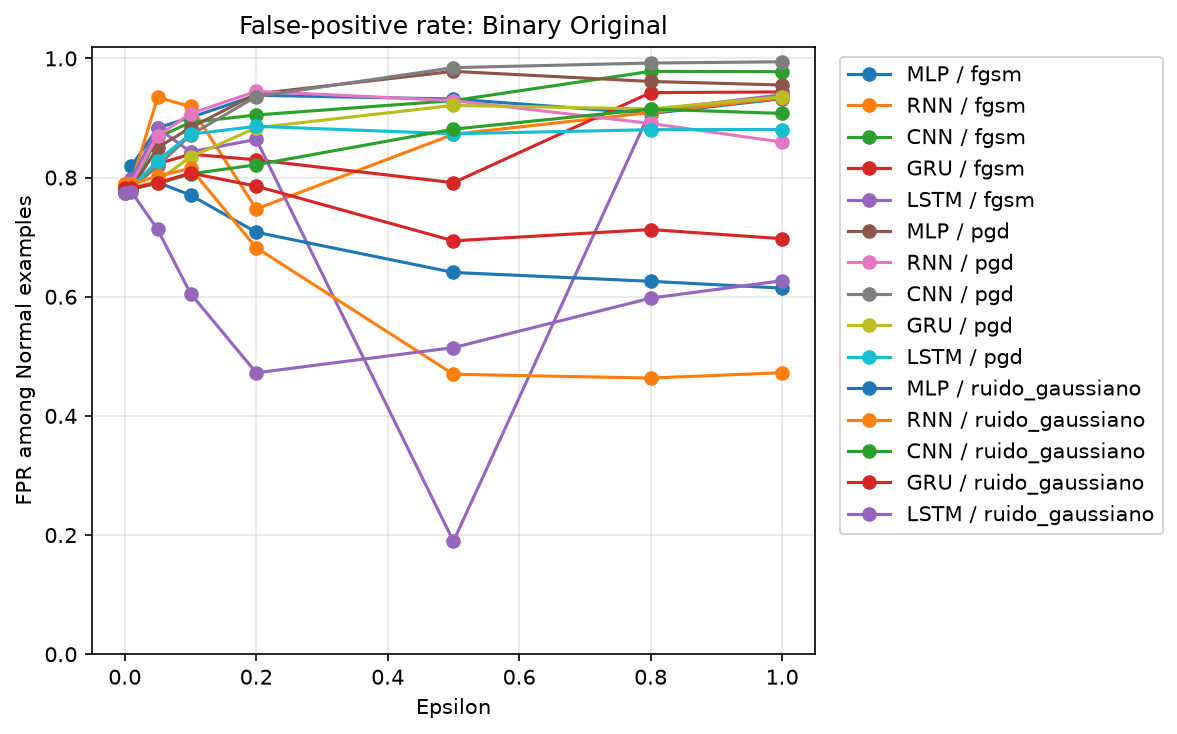 False-positive rate: Binary Original
1.0
0.8
0.6
0.4
0.2
0.0
FPR among Normal examples
0.0 0.2 0.4 0.6 0.8 1.0
Epsilon
MLP / fgsm
RNN / fgsm
CNN / fgsm
GRU / fgsm
LSTM / fgsm
MLP / pgd
RNN / pgd
CNN / pgd
GRU / pgd
LSTM / pgd
MLP / ruido_gaussiano
RNN / ruido_gaussiano
CNN / ruido_gaussiano
GRU / ruido_gaussiano
LSTM / ruido_gaussiano